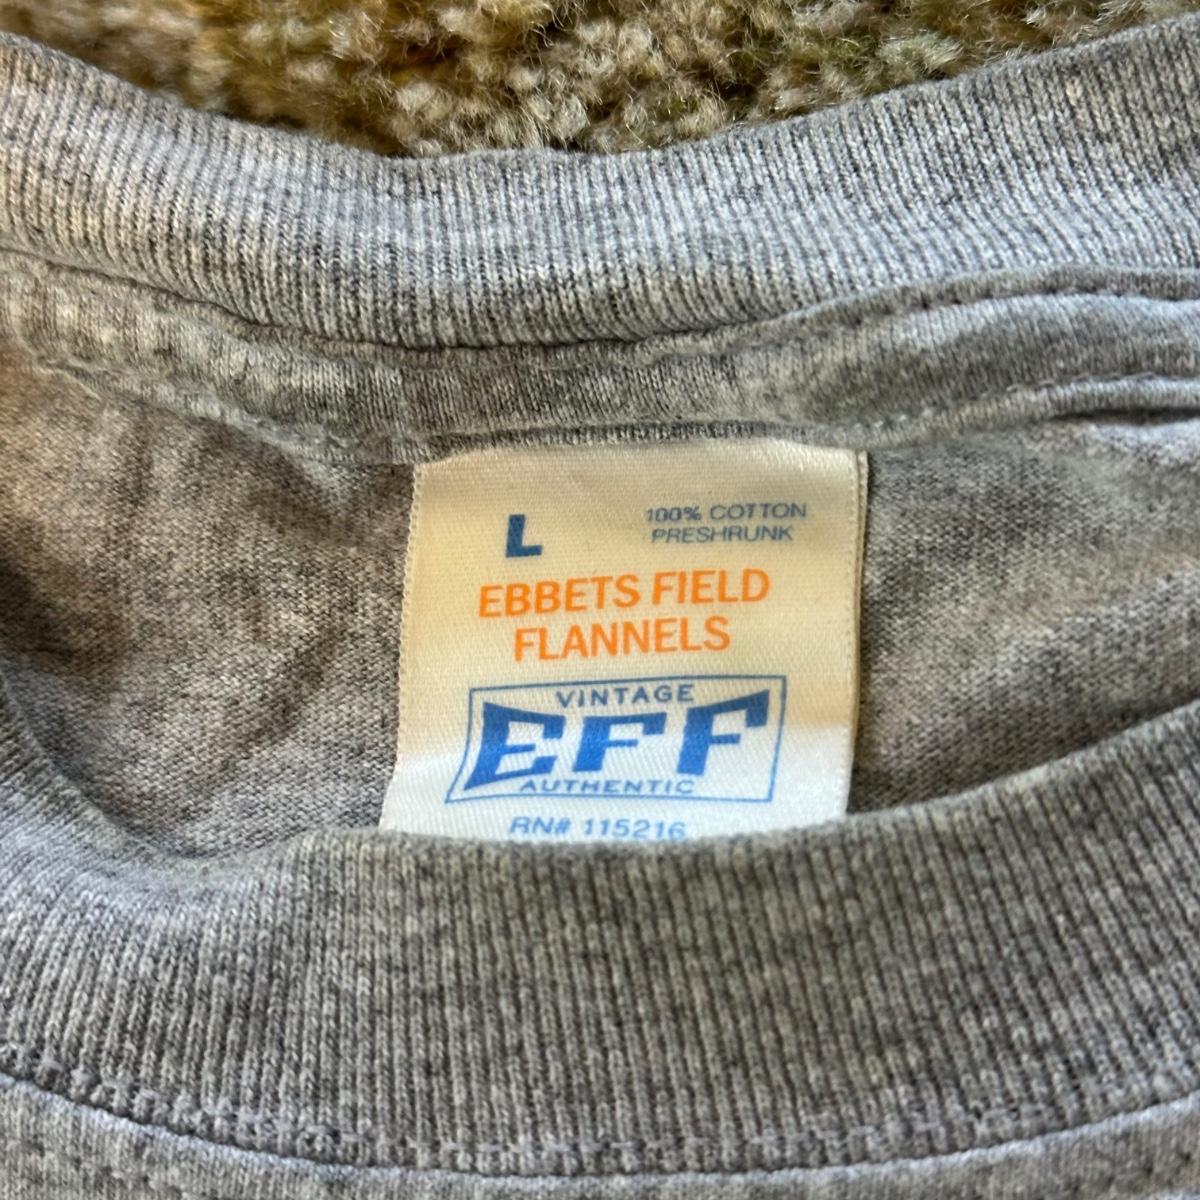 L
100% COTTON
PRESHRUNK
EBBETS FIELD
FLANNELS
VINTAGE
EFF
AUTHENTIC
RN# 115216